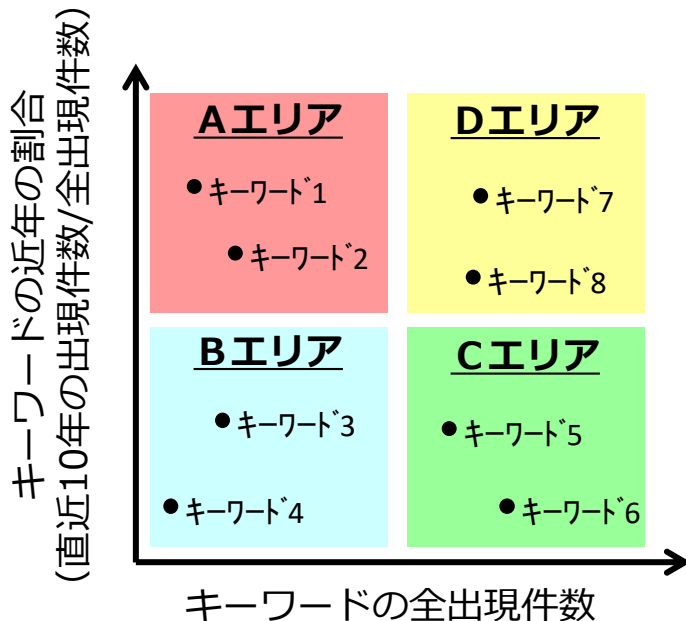 キーワードの近年の割合
(直近10年の出現件数/全出現件数)
Aエリア
キーワード1
キーワード2
Dエリア
キーワード7
キーワード8
Bエリア
キーワード3
キーワード4
Cエリア
キーワード5
キーワード6
キーワードの全出現件数